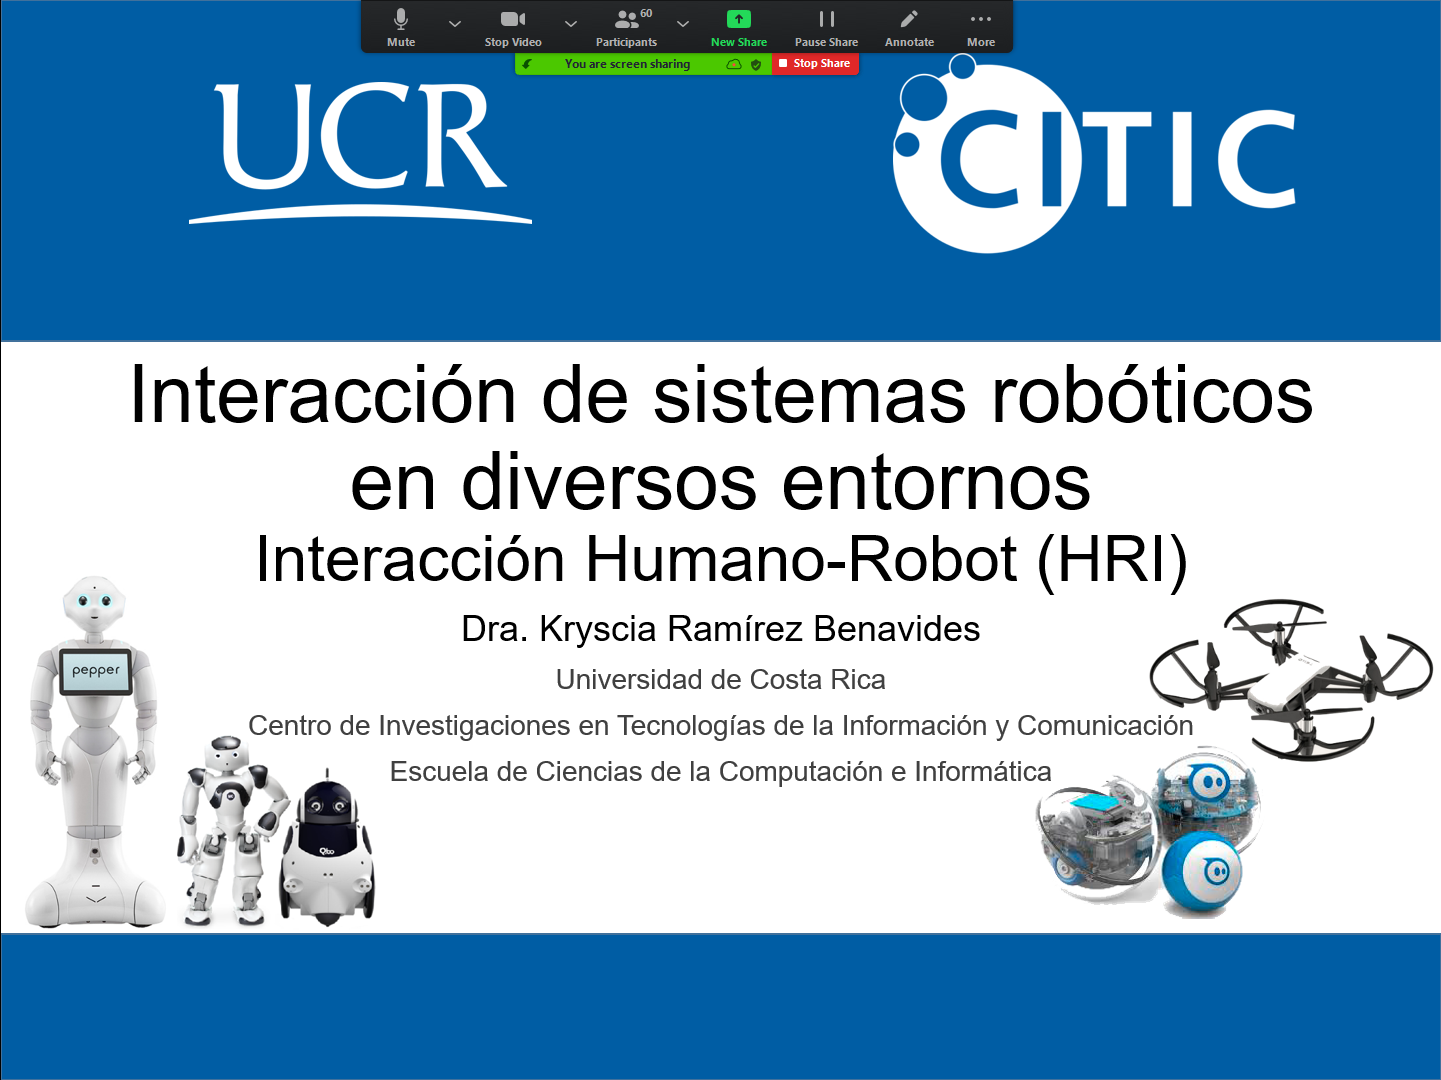 60
Mute
Stop Video
Participants
New Share
Pause Share
Annotate
More
You are screen sharing
Stop Share
UCR
CITIC
Interacción de sistemas robóticos
en diversos entornos
Interacción Humano-Robot (HRI)
Dra. Kryscia Ramírez Benavides
Universidad de Costa Rica
Centro de Investigaciones en Tecnologías de la Información y Comunicación
Escuela de Ciencias de la Computación e Informática
pepper
Qbo